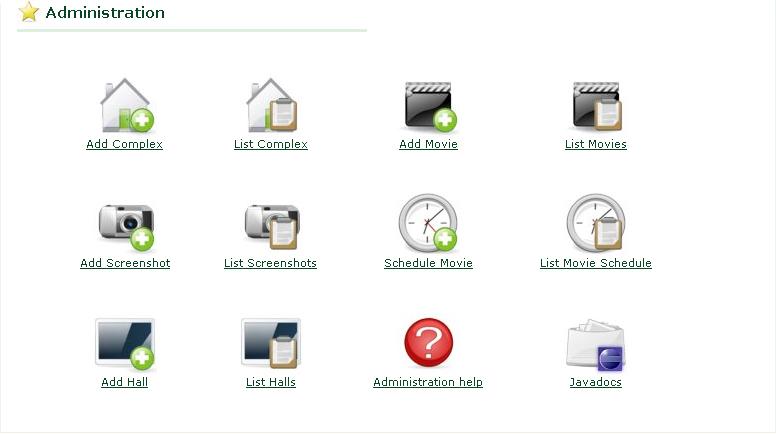 Administration
Add Complex
List Complex
Add Movie
List Movies
Add Screenshot
List Screenshots
Schedule Movie
List Movie Schedule
Add Hall
List Halls
Administration help
Javadocs